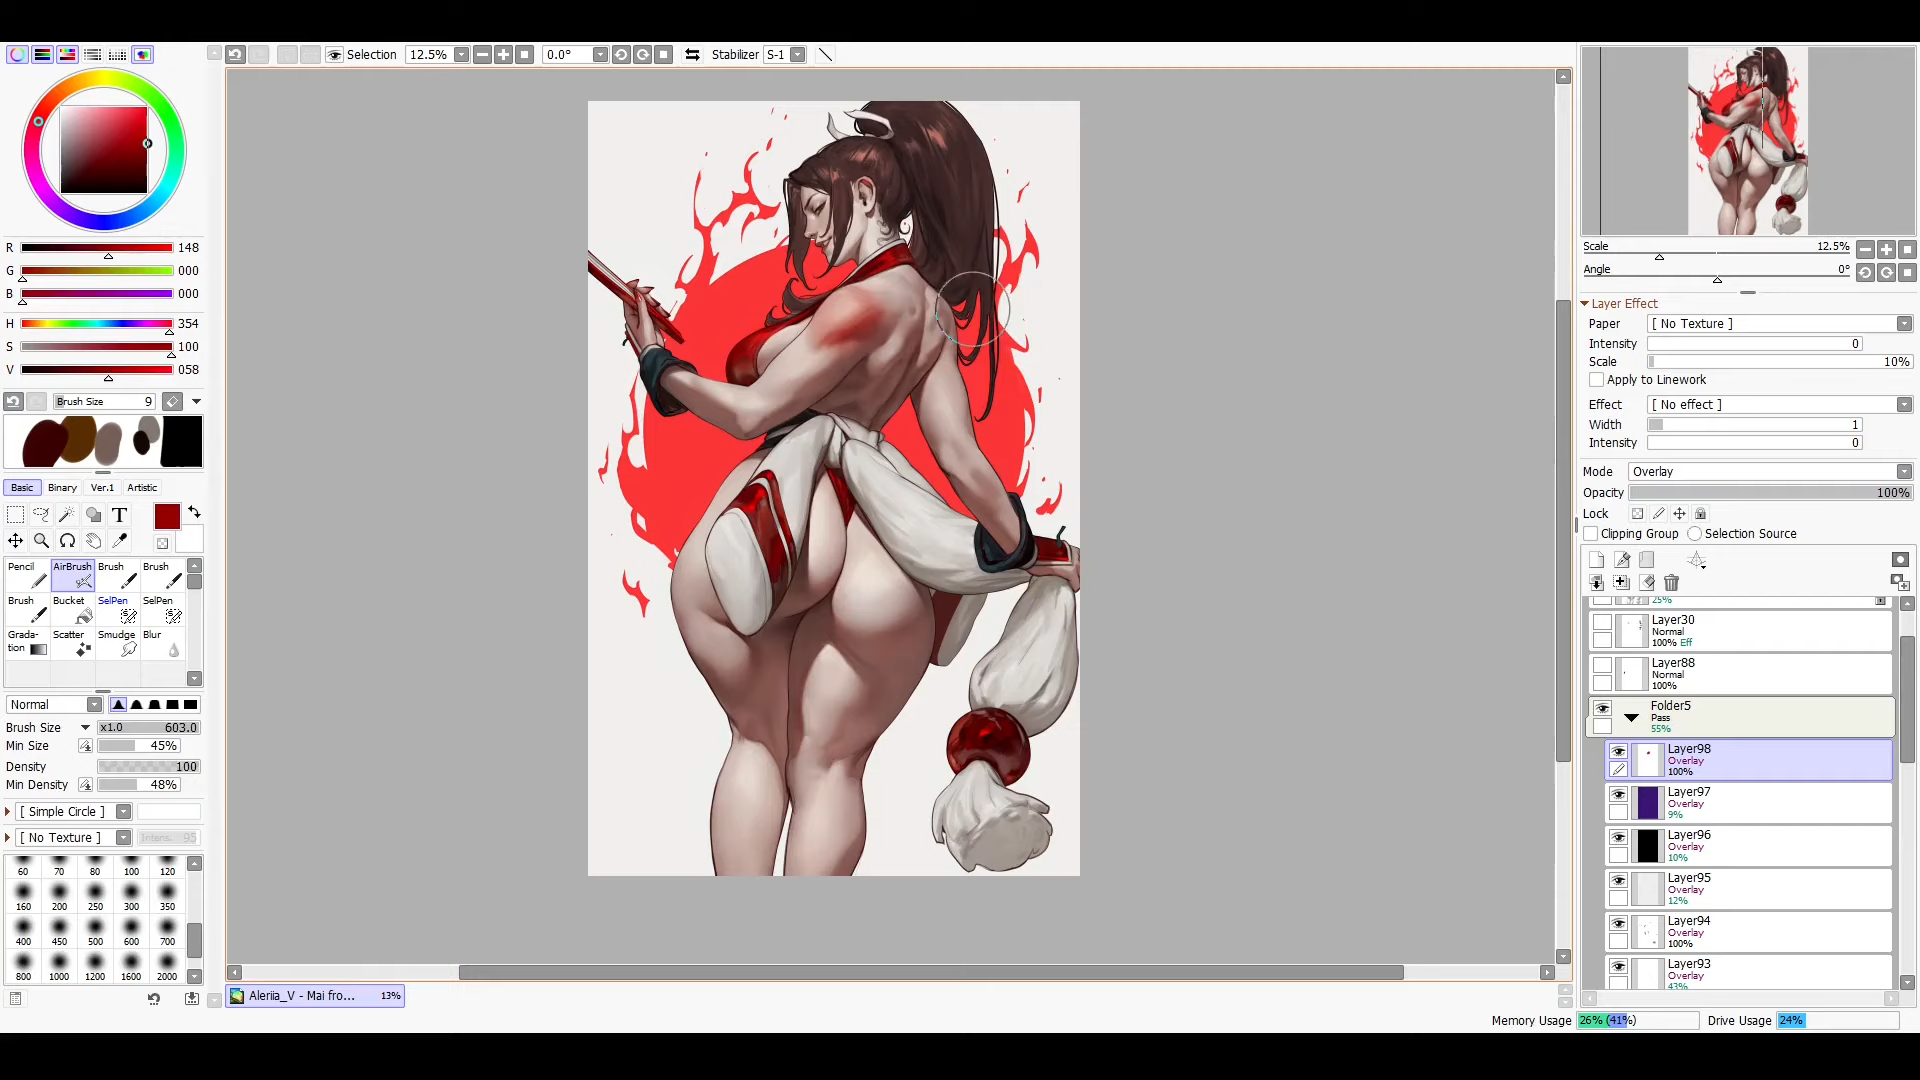 Selection 12.5% 0.0° Stabilizer S-1
R 148
G 000
B 000
H 354
S 100
V 058
Brush Size 9
Basic Binary Ver.1 Artistic
T
Pencil AirBrush Brush Brush
Brush Bucket SelPen SelPen
Grada-
tion Scatter Smudge Blur
Normal
Brush Size x1.0 603.0
Min Size 45%
Density 100
Min Density 48%
[ Simple Circle ]
[ No Texture ] Intens. 95
60 70 80 100 120
160 200 250 300 350
400 450 500 600 700
800 1000 1200 1600 2000
Aleriia_V - Mai fro... 13%
Scale 12.5%
Angle 0°
Layer Effect
Paper [ No Texture ]
Intensity 0
Scale 10%
Apply to Linework
Effect [ No effect ]
Width 1
Intensity 0
Mode Overlay
Opacity 100%
Lock
Clipping Group Selection Source
25%
Layer30
Normal
100% Eff
Layer88
Normal
100%
Folder5
Pass
55%
Layer98
Overlay
100%
Layer97
Overlay
9%
Layer96
Overlay
10%
Layer95
Overlay
12%
Layer94
Overlay
100%
Layer93
Overlay
43%
Memory Usage 26% (41%) Drive Usage 24%